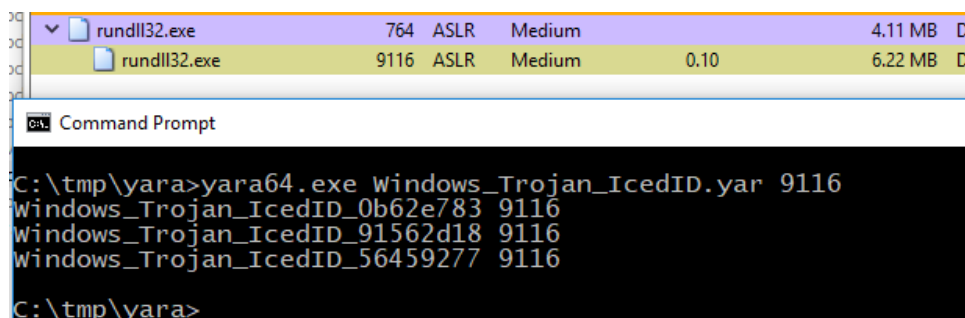 rundll32.exe 764 ASLR Medium 4.11 MB D
rundll32.exe 9116 ASLR Medium 0.10 6.22 MB D
Command Prompt
C:\tmp\yara>yara64.exe Windows_Trojan_IcedID.yar 9116
Windows_Trojan_IcedID_0b62e783 9116
Windows_Trojan_IcedID_91562d18 9116
Windows_Trojan_IcedID_56459277 9116
C:\tmp\yara>